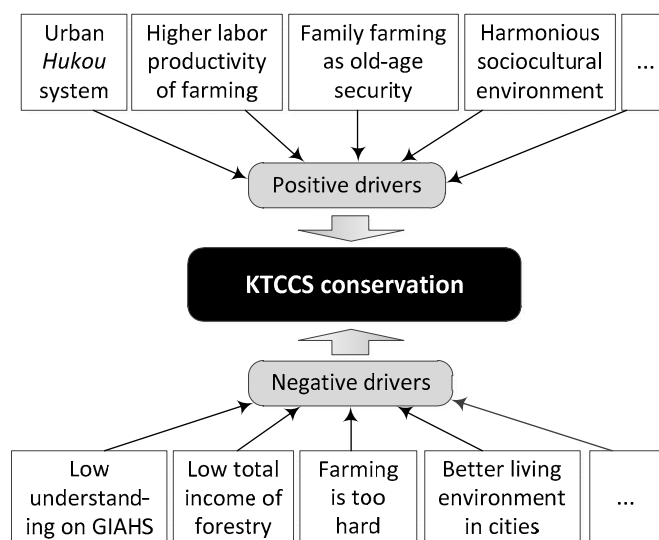 Urban
Hukou
system
Higher labor
productivity
of farming
Family farming
as old-age
security
Harmonious
sociocultural
environment
...
Positive drivers
KTCCS conservation
Negative drivers
Low
understand-
ing on GIAHS
Low total
income of
forestry
Farming
is too
hard
Better living
environment
in cities
...